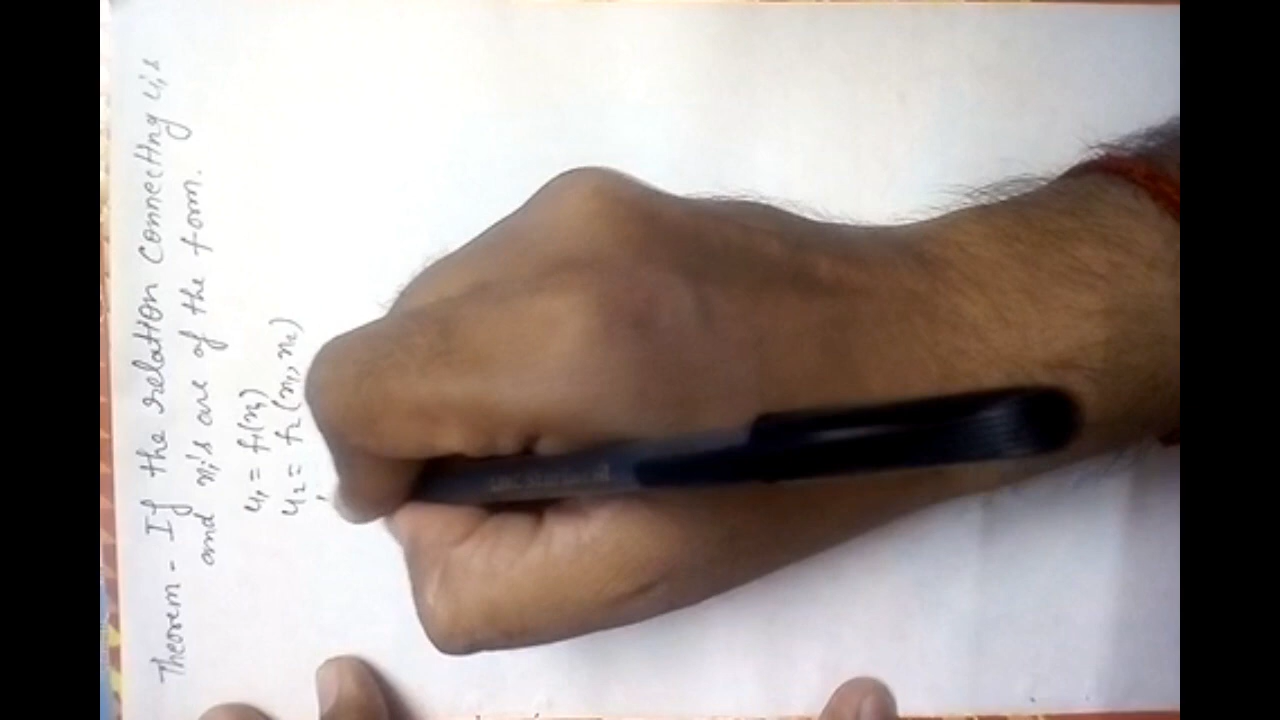 Theorem - If the relation connecting u,s
and x,s are of the form.
u₁ = f₁(x₁)
u₂ = f₂(x₁, x₂)